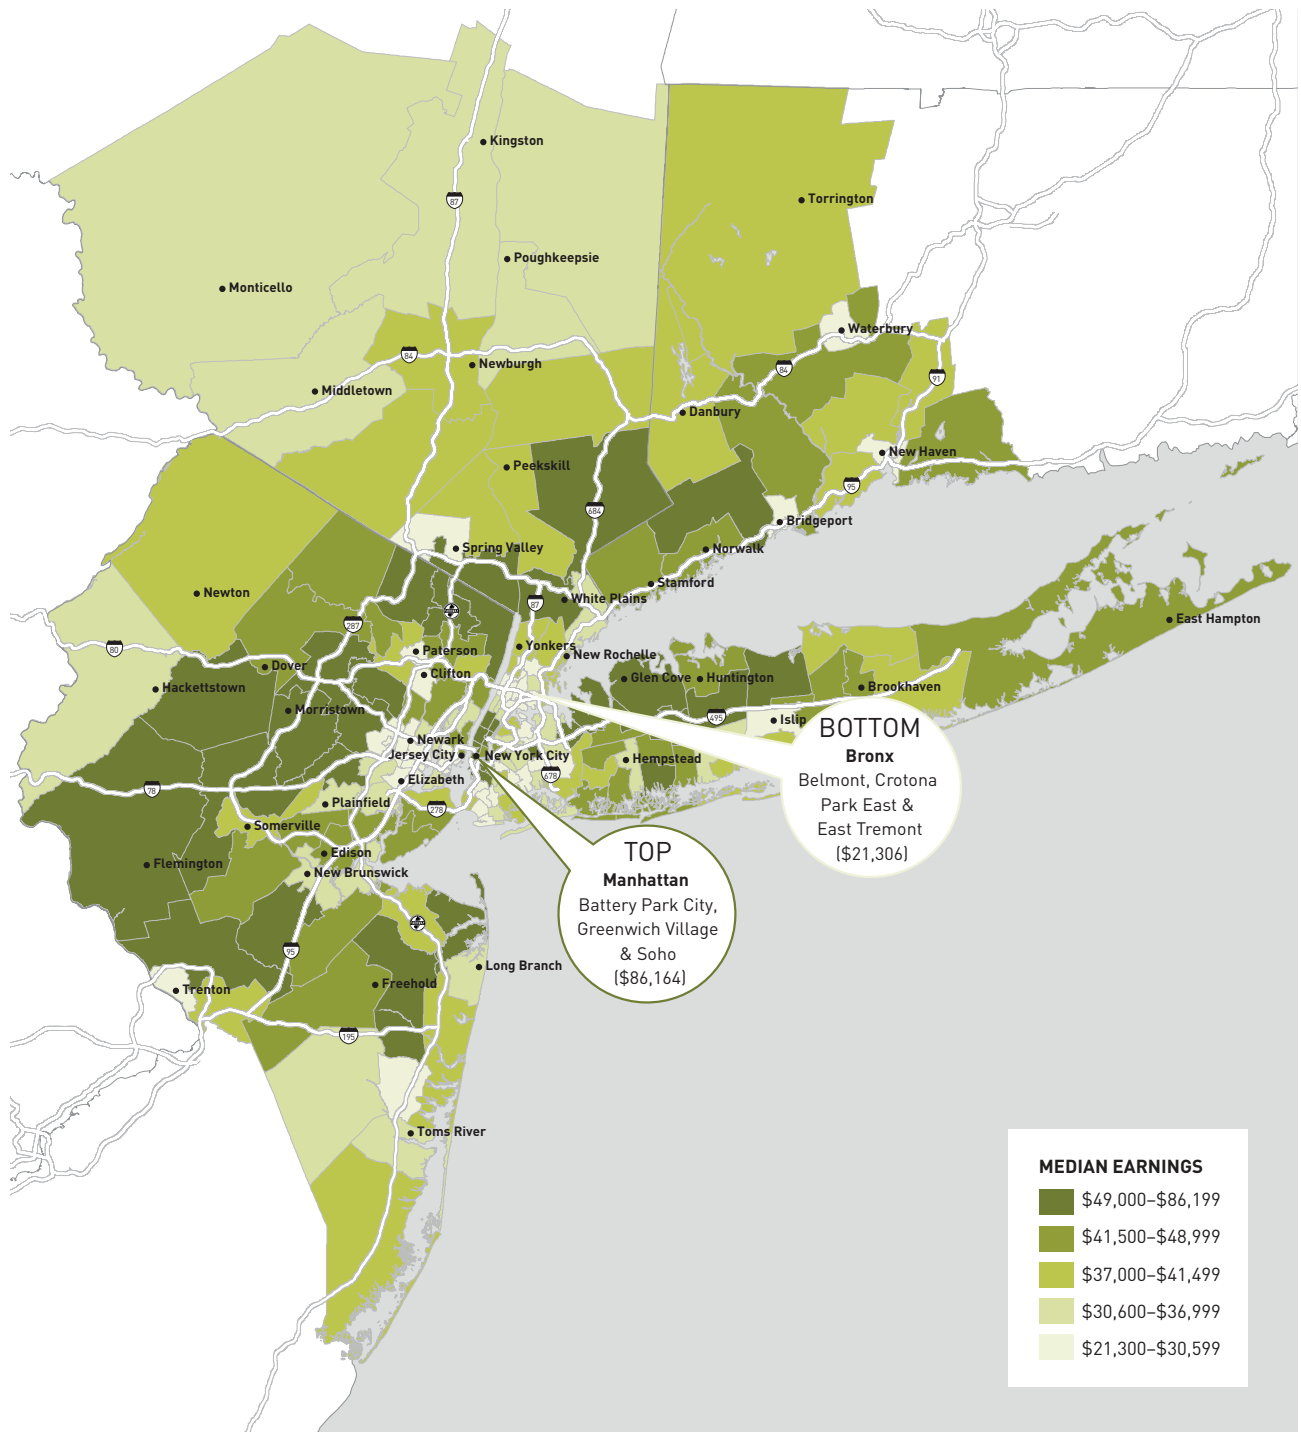 Kingston
87
Torrington
Poughkeepsie
Monticello
Waterbury
84
Newburgh
84
91
Middletown
Danbury
New Haven
Peekskill
95
684
Bridgeport
Spring Valley
Norwalk
Stamford
Newton
87
White Plains
287
East Hampton
80
Paterson
Yonkers
New Rochelle
Dover
Clifton
Glen Cove
Huntington
Hackettstown
Brookhaven
Morristown
495
Islip
Newark
Jersey City
New York City
Hempstead
678
Elizabeth
78
Plainfield
278
Somerville
Edison
Flemington
New Brunswick
95
Long Branch
Freehold
Trenton
195
Toms River
BOTTOM
Bronx
Belmont, Crotona
Park East &
East Tremont
($21,306)
TOP
Manhattan
Battery Park City,
Greenwich Village
& Soho
($86,164)
MEDIAN EARNINGS
$49,000–$86,199
$41,500–$48,999
$37,000–$41,499
$30,600–$36,999
$21,300–$30,599